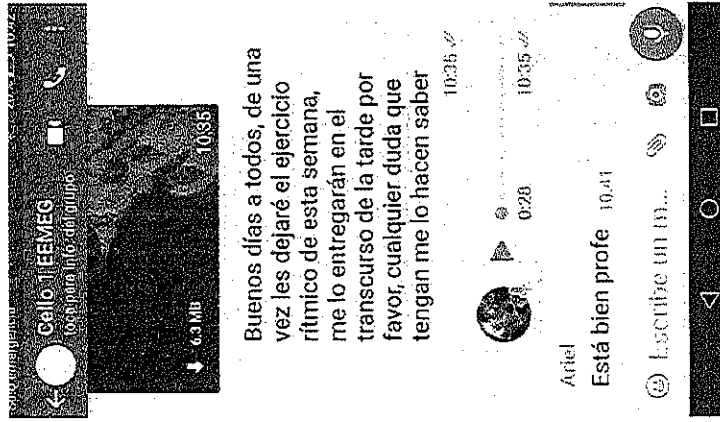 Cello 1 EEMEG
toca para info. del grupo
6.3 MB
10:35
Buenos días a todos, de una
vez les dejaré el ejercicio
rítmico de esta semana,
me lo entregarán en el
transcurso de la tarde por
favor, cualquier duda que
tengan me lo hacen saber
10:35
0:28
10:35
Ariel
Está bien profe 10:41
Escribe un m...